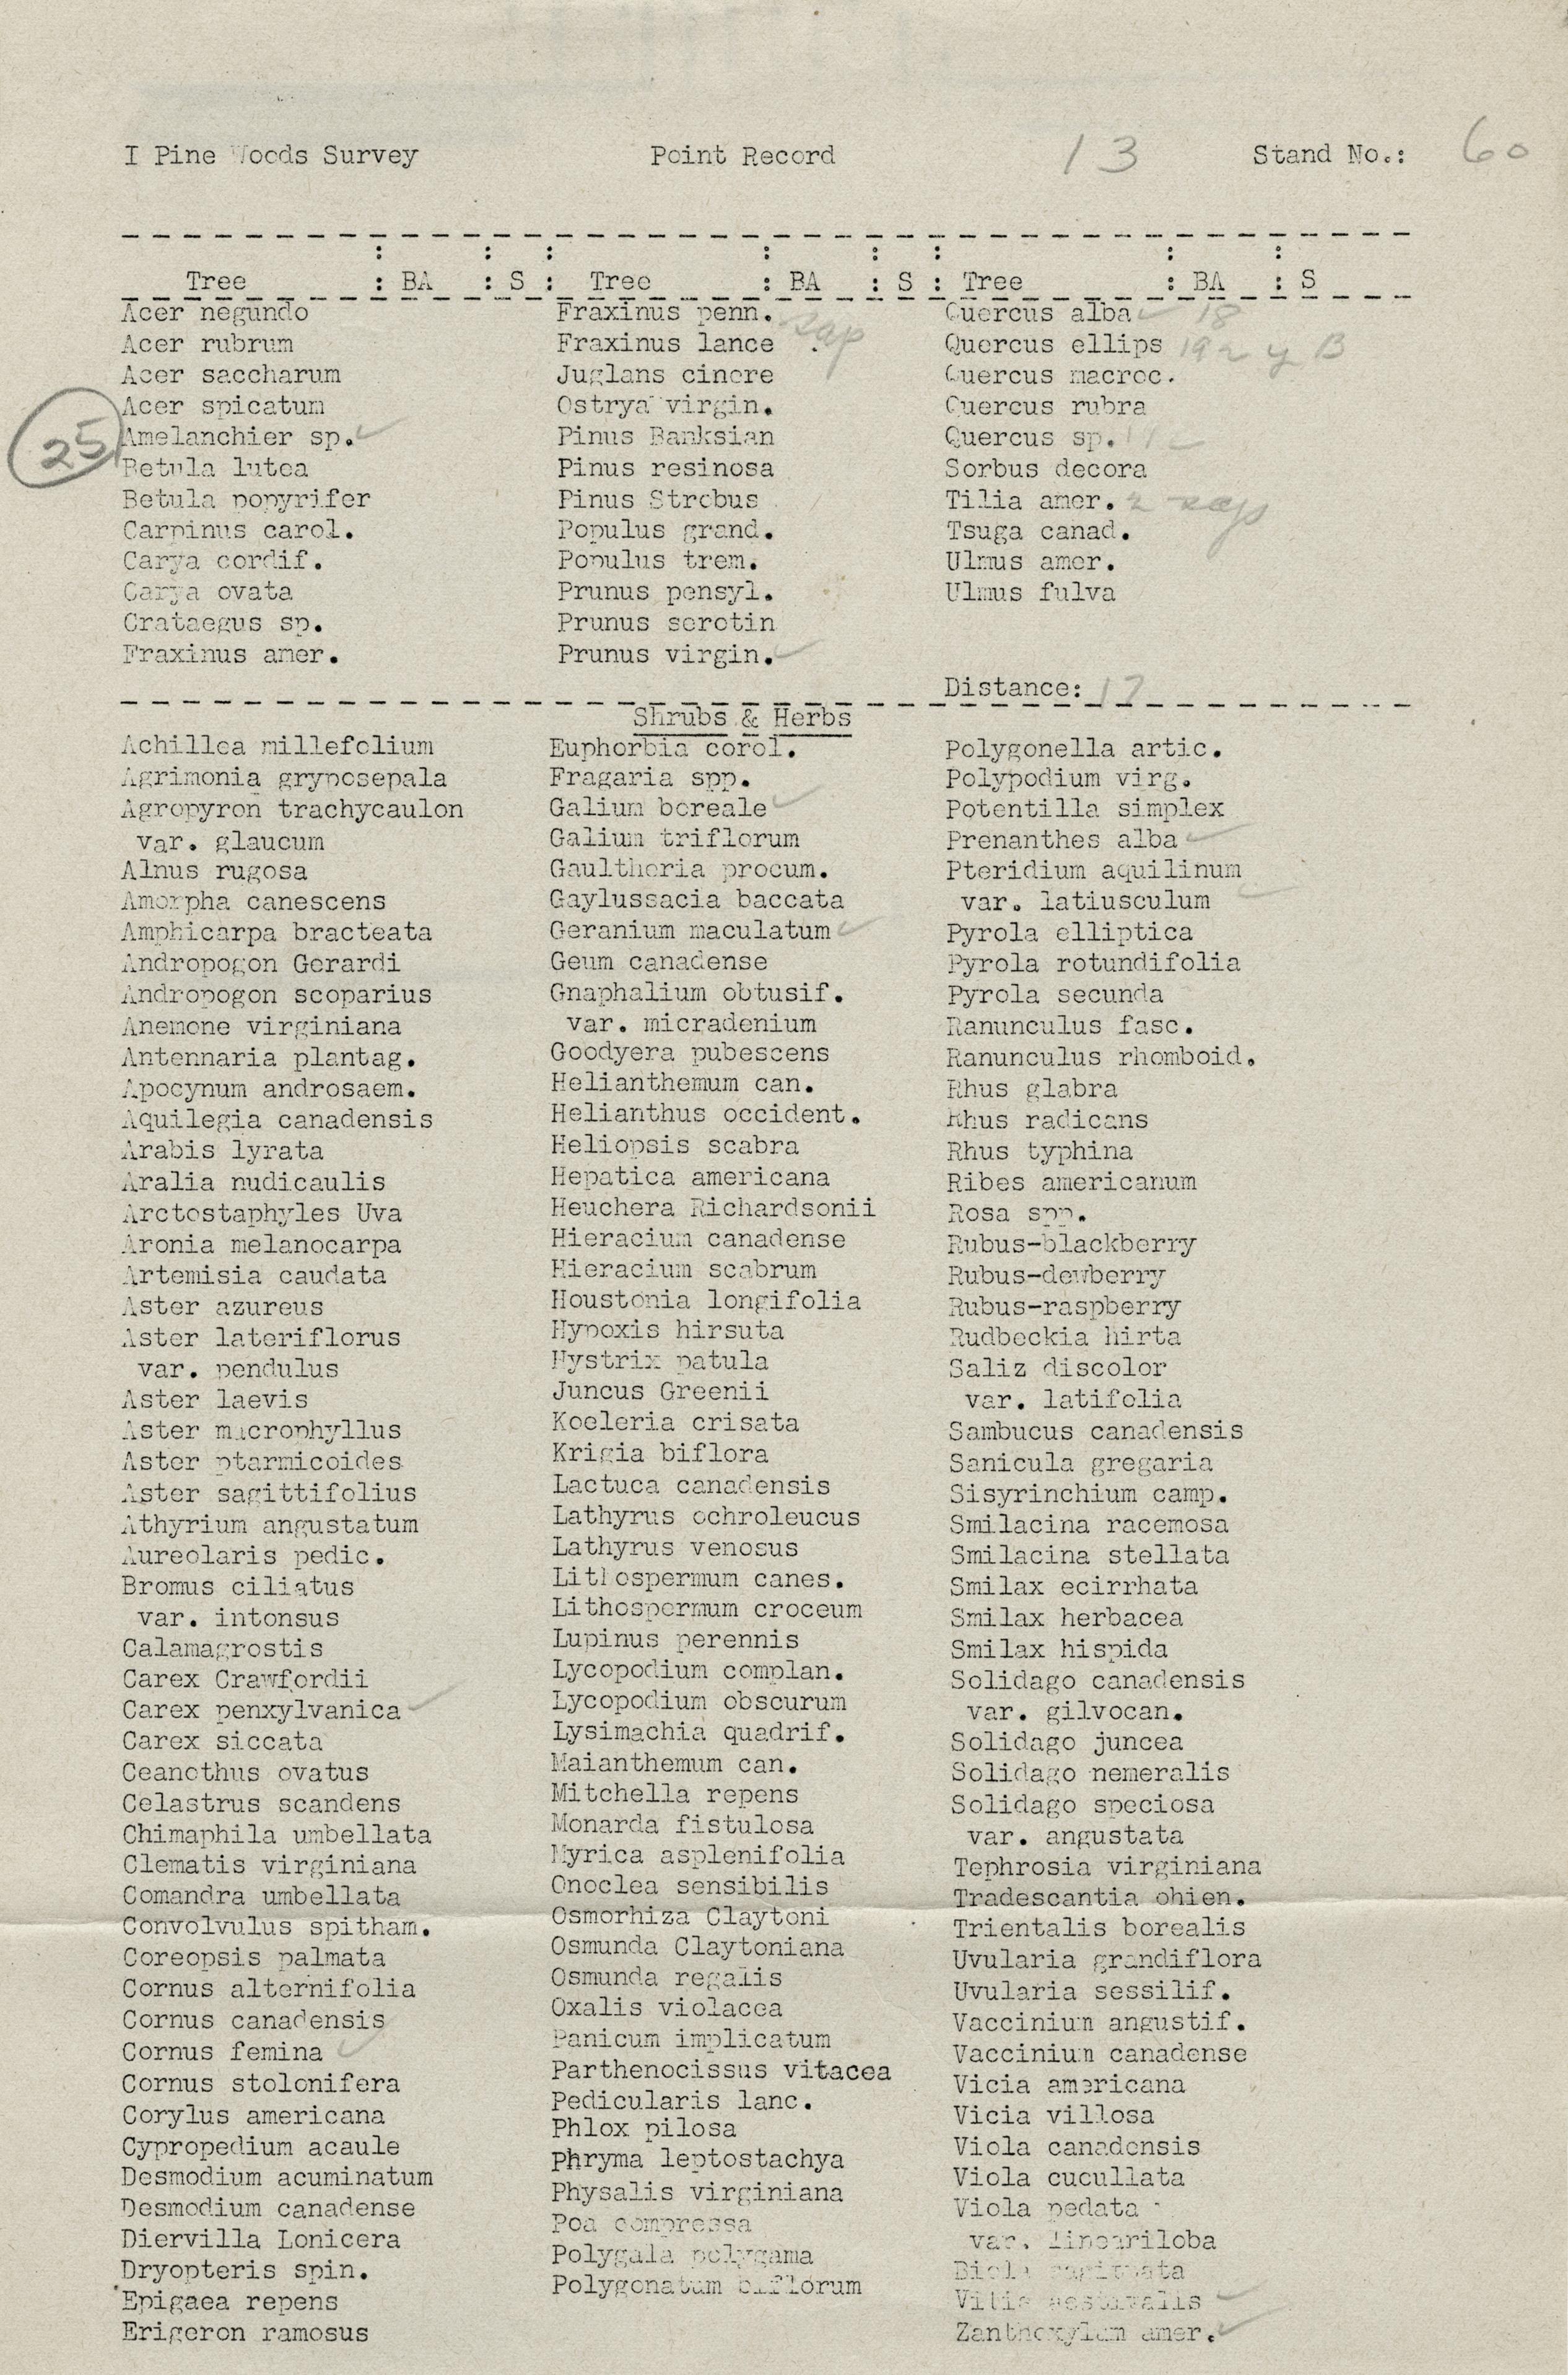 I Pine Woods Survey Point Record 13 Stand No.: 60
Tree : BA : S : Tree : BA : S : Tree : BA : S
Acer negundo
Acer rubrum
Acer saccharum
Acer spicatum
25
Amelanchier sp. ✓
Betula lutea
Betula popyrifer
Carpinus carol.
Carya cordif.
Carya ovata
Crataegus sp.
Fraxinus amer.
Fraxinus penn. sap
Fraxinus lance .
Juglans cinere
Ostrya virgin.
Pinus Banksian
Pinus resinosa
Pinus Strobus
Populus grand.
Populus trem.
Prunus pensyl.
Prunus serotin
Prunus virgin. ✓
Quercus alba ✓ 18
Quercus ellips 19 2 y B
Quercus macroc.
Quercus rubra
Quercus sp. 11
Sorbus decora
Tilia amer. 2 sap
Tsuga canad.
Ulmus amer.
Ulmus fulva
Distance: 17
Shrubs & Herbs
Achillea millefolium
Agrimonia gryposepala
Agropyron trachycaulon
var. glaucum
Alnus rugosa
Amorpha canescens
Amphicarpa bracteata
Andropogon Gerardi
Andropogon scoparius
Anemone virginiana
Antennaria plantag.
Apocynum androsaem.
Aquilegia canadensis
Arabis lyrata
Aralia nudicaulis
Arctostaphyles Uva
Aronia melanocarpa
Artemisia caudata
Aster azureus
Aster lateriflorus
var. pendulus
Aster laevis
Aster macrophyllus
Aster ptarmicoides
Aster sagittifolius
Athyrium angustatum
Aureolaris pedic.
Bromus ciliatus
var. intonsus
Calamagrostis
Carex Crawfordii
Carex penxylvanica ✓
Carex siccata
Ceanothus ovatus
Celastrus scandens
Chimaphila umbellata
Clematis virginiana
Comandra umbellata
Convolvulus spitham.
Coreopsis palmata
Cornus alternifolia
Cornus canadensis
Cornus femina ✓
Cornus stolonifera
Corylus americana
Cypropedium acaule
Desmodium acuminatum
Desmodium canadense
Diervilla Lonicera
Dryopteris spin.
Epigaea repens
Erigeron ramosus
Euphorbia corol.
Fragaria spp.
Galium boreale ✓
Galium triflorum
Gaultheria procum.
Gaylussacia baccata
Geranium maculatum ✓
Geum canadense
Gnaphalium obtusif.
var. micradenium
Goodyera pubescens
Helianthemum can.
Helianthus occident.
Heliopsis scabra
Hepatica americana
Heuchera Richardsonii
Hieracium canadense
Hieracium scabrum
Houstonia longifolia
Hypoxis hirsuta
Hystrix patula
Juncus Greenii
Koeleria crisata
Krigia biflora
Lactuca canadensis
Lathyrus ochroleucus
Lathyrus venosus
Lithospermum canes.
Lithospermum croceum
Lupinus perennis
Lycopodium complan.
Lycopodium obscurum
Lysimachia quadrif.
Maianthemum can.
Mitchella repens
Monarda fistulosa
Myrica asplenifolia
Onoclea sensibilis
Osmorhiza Claytoni
Osmunda Claytoniana
Osmunda regalis
Oxalis violacea
Panicum implicatum
Parthenocissus vitacea
Pedicularis lanc.
Phlox pilosa
Phryma leptostachya
Physalis virginiana
Poa compressa
Polygala polygama
Polygonatum biflorum
Polygonella artic.
Polypodium virg.
Potentilla simplex
Prenanthes alba ✓
Pteridium aquilinum
var. latiusculum ✓
Pyrola elliptica
Pyrola rotundifolia
Pyrola secunda
Ranunculus fasc.
Ranunculus rhomboid.
Rhus glabra
Rhus radicans
Rhus typhina
Ribes americanum
Rosa spp.
Rubus-blackberry
Rubus-dewberry
Rubus-raspberry
Rudbeckia hirta
Saliz discolor
var. latifolia
Sambucus canadensis
Sanicula gregaria
Sisyrinchium camp.
Smilacina racemosa
Smilacina stellata
Smilax ecirrhata
Smilax herbacea
Smilax hispida
Solidago canadensis
var. gilvocan.
Solidago juncea
Solidago nemeralis
Solidago speciosa
var. angustata
Tephrosia virginiana
Tradescantia ohien.
Trientalis borealis
Uvularia grandiflora
Uvularia sessilif.
Vaccinium angustif.
Vaccinium canadense
Vicia americana
Vicia villosa
Viola canadensis
Viola cucullata
Viola pedata
var. lineariloba
Vitis aestivalis ✓
Zanthoxylum amer. ✓